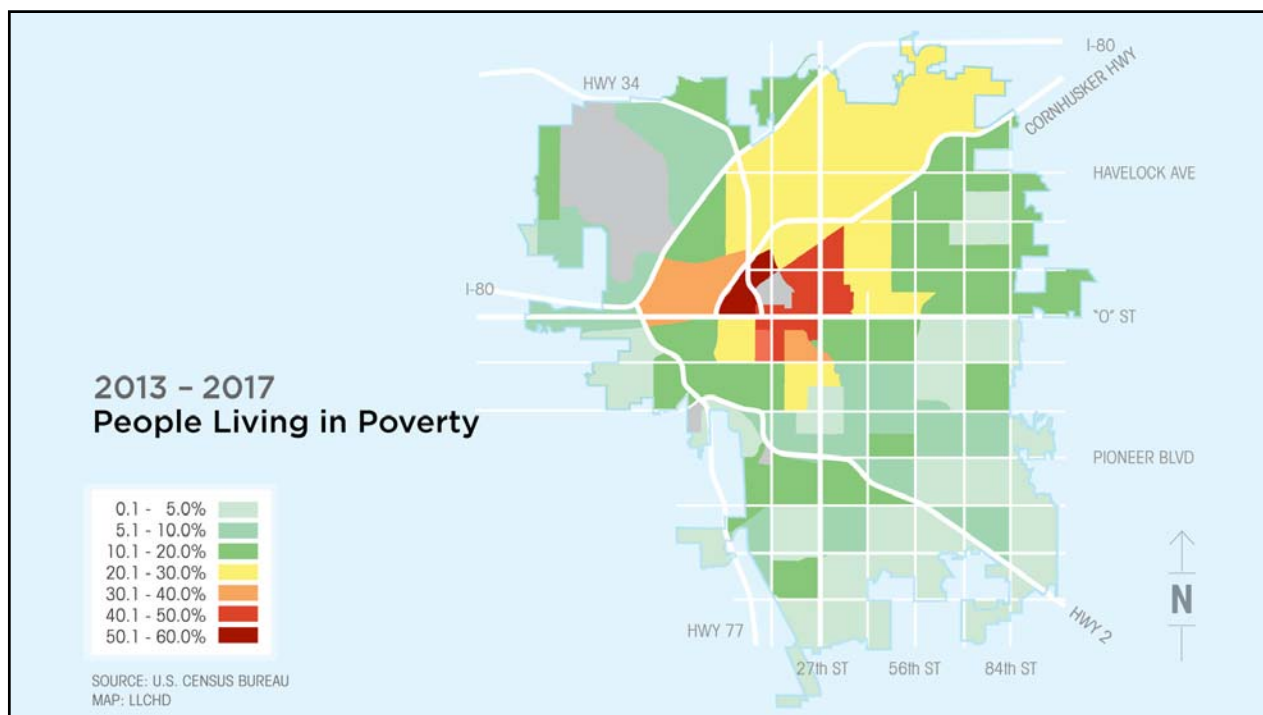 I-80
HWY 34
CORNHUSKER HWY
HAVELOCK AVE
I-80
"O" ST
2013 – 2017
People Living in Poverty
PIONEER BLVD
0.1 - 5.0%
5.1 - 10.0%
10.1 - 20.0%
20.1 - 30.0%
30.1 - 40.0%
40.1 - 50.0%
50.1 - 60.0%
N
HWY 77
HWY 2
27th ST
56th ST
84th ST
SOURCE: U.S. CENSUS BUREAU
MAP: LLCHD